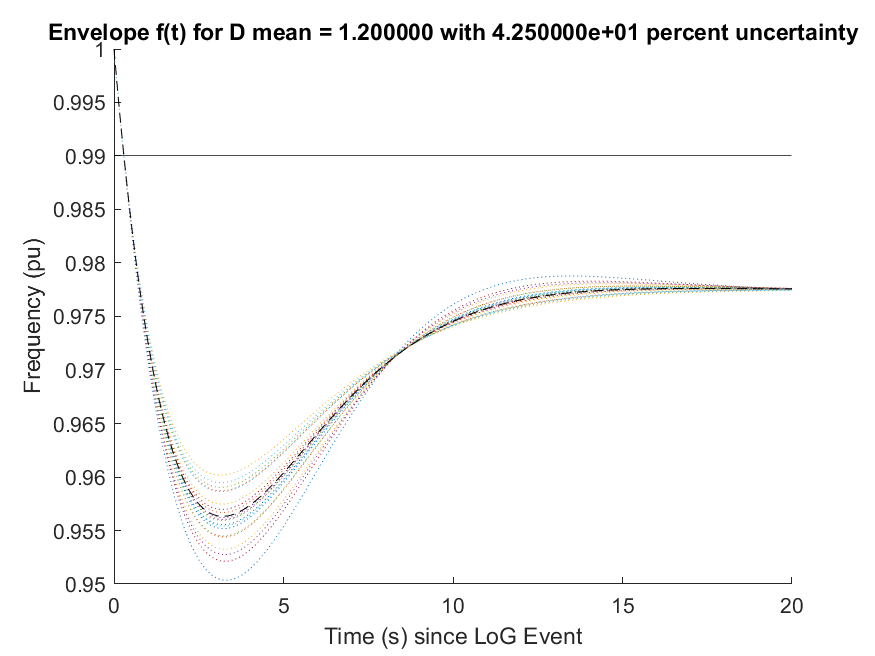 Envelope f(t) for D mean = 1.200000 with 4.250000e+01 percent uncertainty
1
0.995
0.99
0.985
0.98
0.975
0.97
0.965
0.96
0.955
0.95
Frequency (pu)
0 5 10 15 20
Time (s) since LoG Event